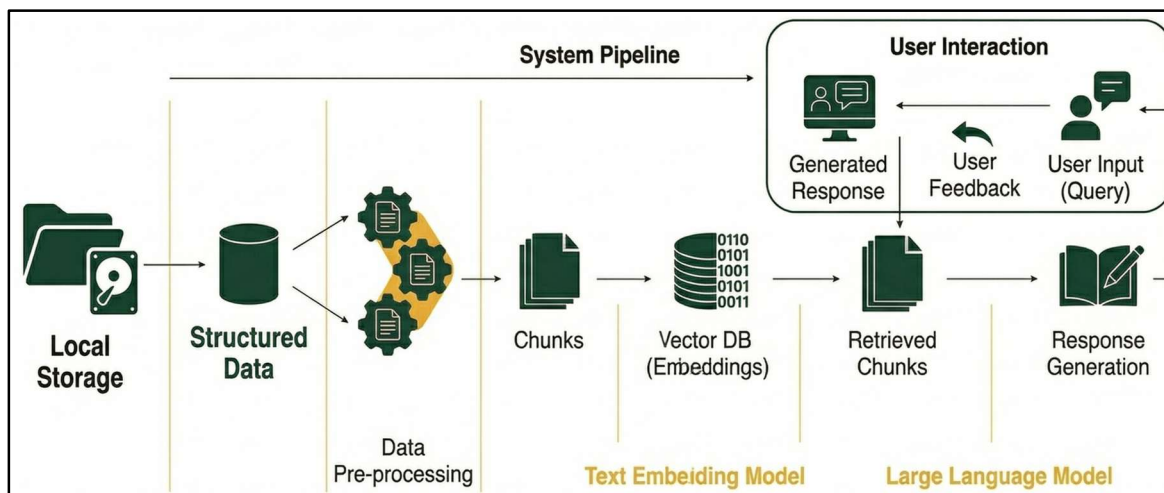 System Pipeline
User Interaction
Generated
Response
User
Feedback
User Input
(Query)
0110
0101
1001
0101
0011
Local
Storage
Structured
Data
Data
Pre-processing
Chunks
Vector DB
(Embeddings)
Retrieved
Chunks
Response
Generation
Text Embeiding Model
Large Language Model